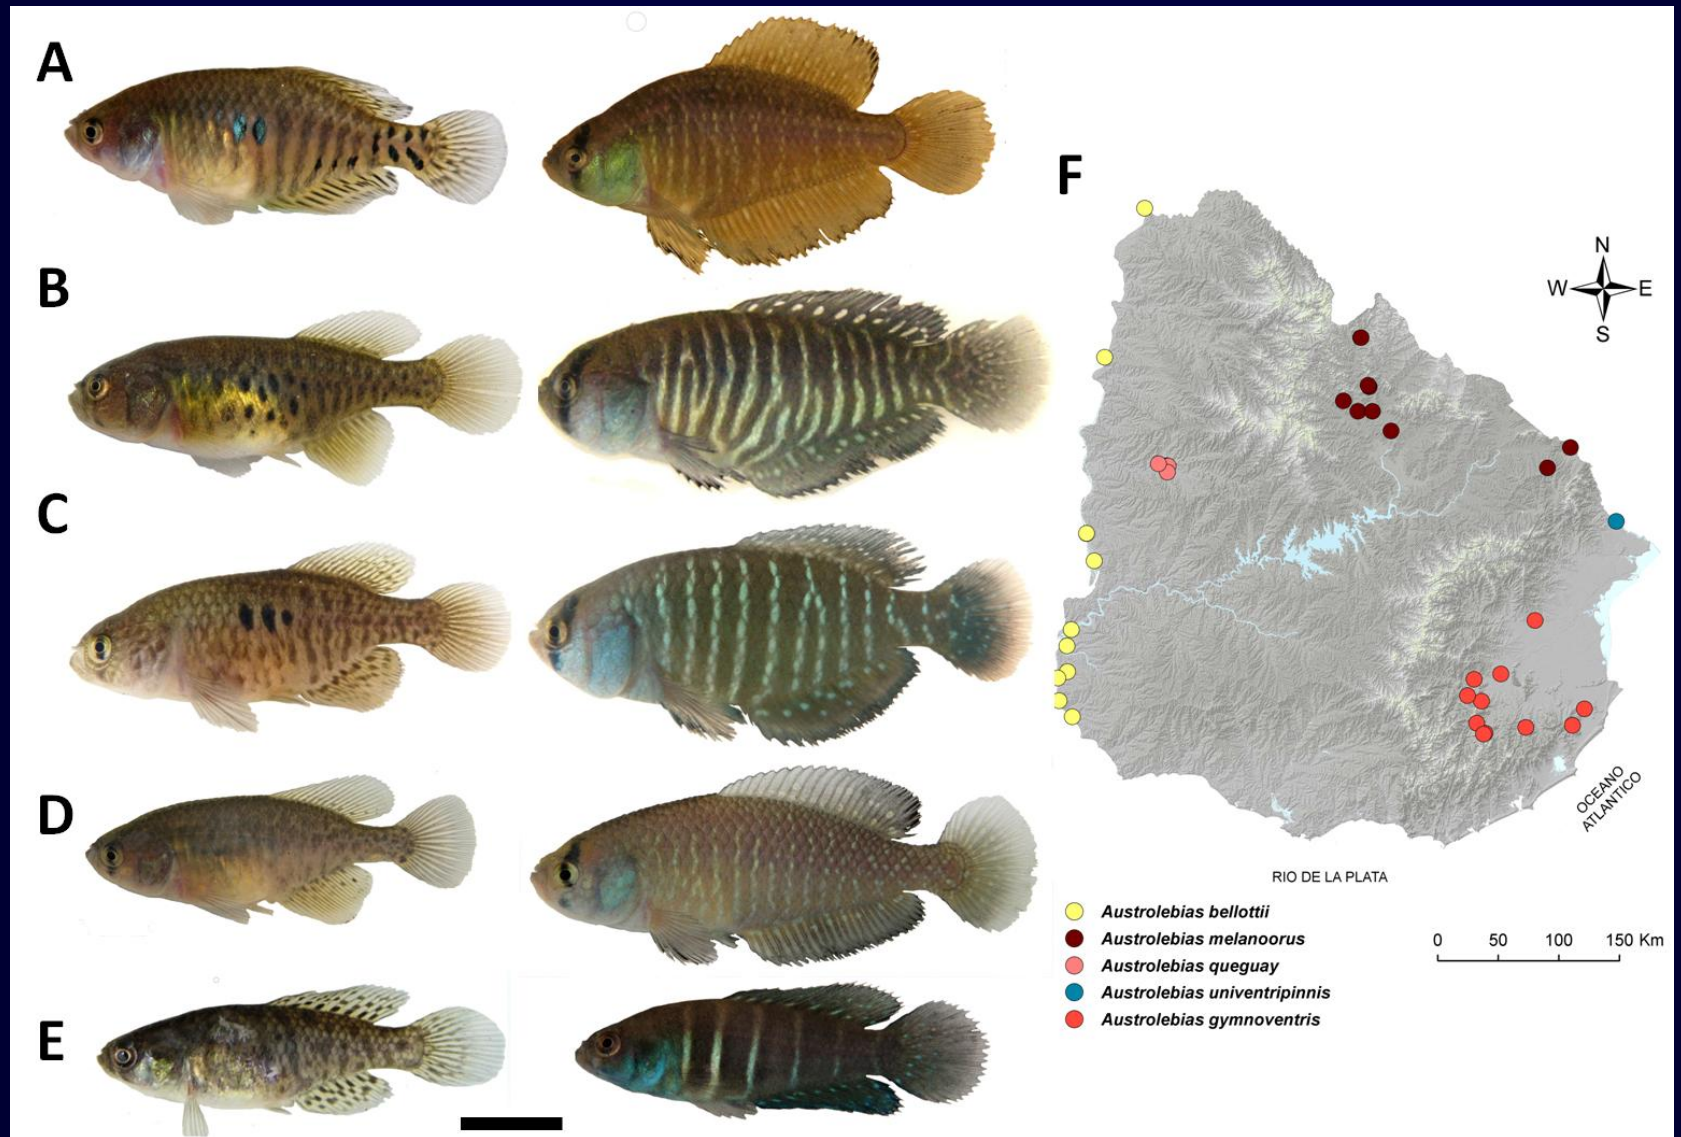 A
B
C
D
E
F
N
W E
S
OCEANO
ATLANTICO
RIO DE LA PLATA
Austrolebias bellottii
Austrolebias melanoorus
Austrolebias queguay
Austrolebias univentripinnis
Austrolebias gymnoventris
0 50 100 150 Km